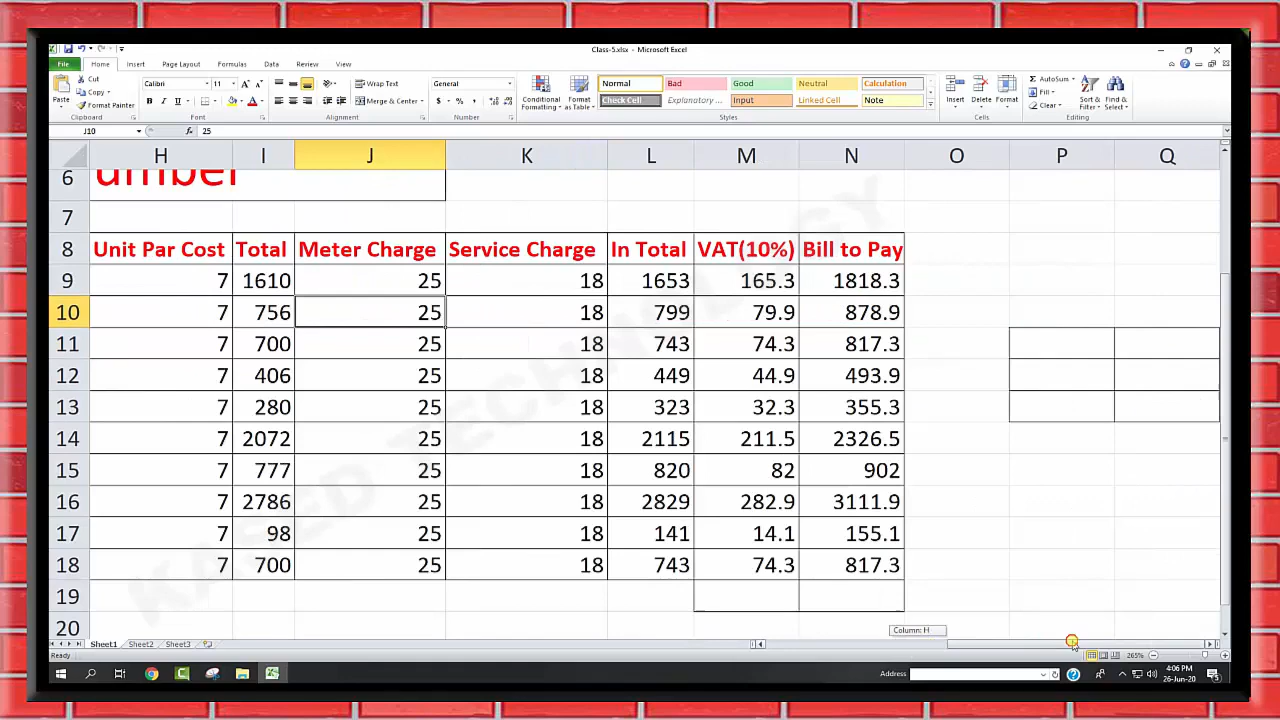 Class-5.xlsx - Microsoft Excel
File Home Insert Page Layout Formulas Data Review View
Paste Cut Copy Format Painter Clipboard
Calibri 11 Font
Wrap Text Merge & Center Alignment
General Number
Conditional Formatting Format as Table
Normal Bad Good Neutral Calculation
Check Cell Explanatory ... Input Linked Cell Note
Styles
Insert Delete Format Cells
AutoSum Fill Clear Sort & Filter Find & Select Editing
J10 fx 25
H I J K L M N O P Q
6 umber
7
8 Unit Par Cost Total Meter Charge Service Charge In Total VAT(10%) Bill to Pay
9 7 1610 25 18 1653 165.3 1818.3
10 7 756 25 18 799 79.9 878.9
11 7 700 25 18 743 74.3 817.3
12 7 406 25 18 449 44.9 493.9
13 7 280 25 18 323 32.3 355.3
14 7 2072 25 18 2115 211.5 2326.5
15 7 777 25 18 820 82 902
16 7 2786 25 18 2829 282.9 3111.9
17 7 98 25 18 141 14.1 155.1
18 7 700 25 18 743 74.3 817.3
19
20
KASED TECHNOLOGY
Column: H
Sheet1 Sheet2 Sheet3
Ready 265%
Address 4:06 PM
26-Jun-20